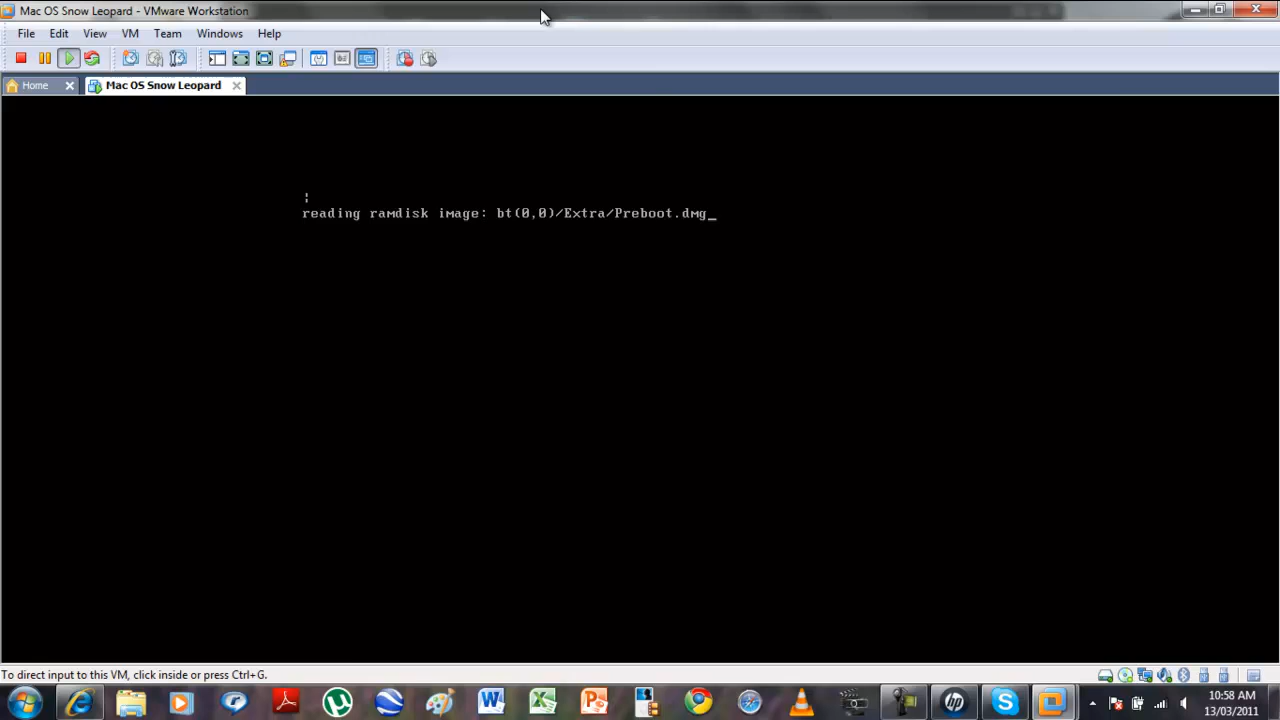 Mac OS Snow Leopard - VMware Workstation
File Edit View VM Team Windows Help
Home Mac OS Snow Leopard
¦
reading ramdisk image: bt(0,0)/Extra/Preboot.dmg_
To direct input to this VM, click inside or press Ctrl+G.
10:58 AM
13/03/2011